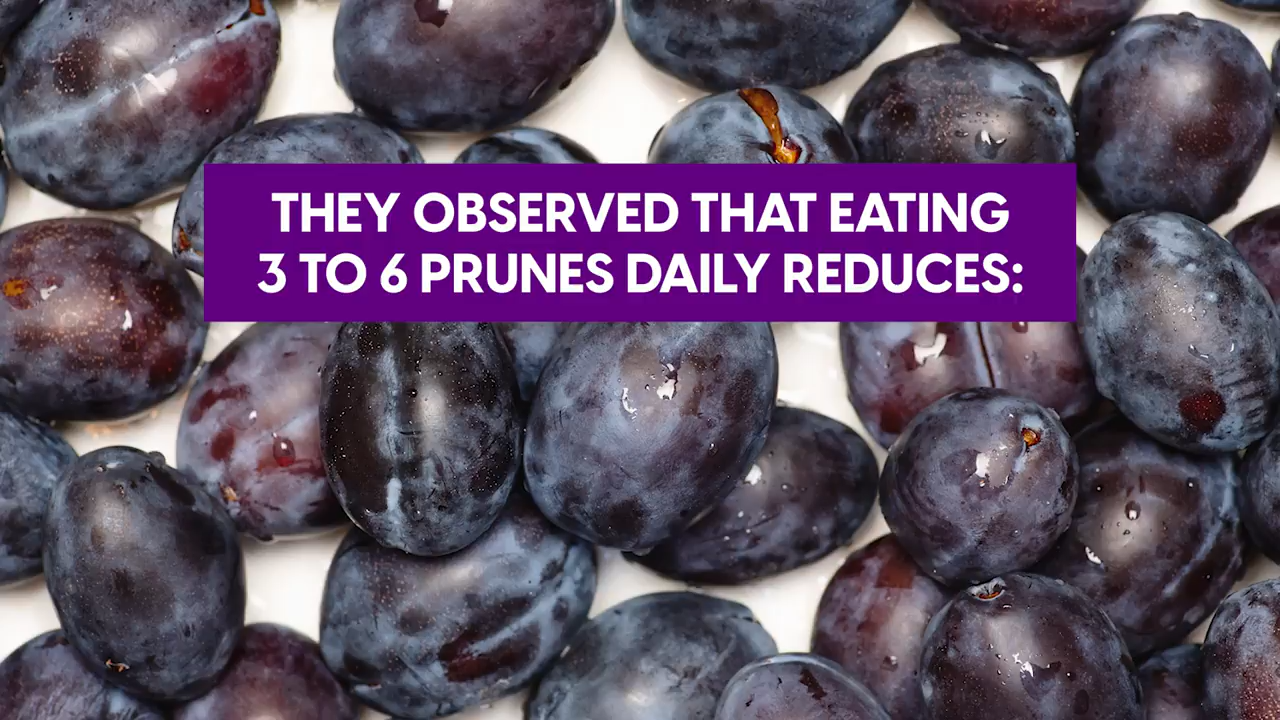 THEY OBSERVED THAT EATING
3 TO 6 PRUNES DAILY REDUCES: